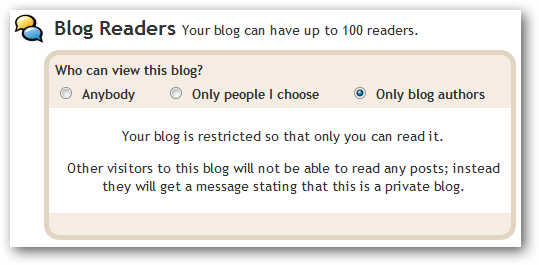 Blog Readers Your blog can have up to 100 readers.
Who can view this blog?
Anybody Only people I choose Only blog authors
Your blog is restricted so that only you can read it.
Other visitors to this blog will not be able to read any posts; instead
they will get a message stating that this is a private blog.